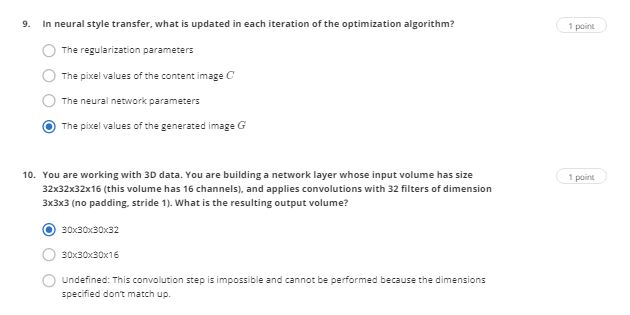 9. In neural style transfer, what is updated in each iteration of the optimization algorithm?
1 point
The regularization parameters
The pixel values of the content image C
The neural network parameters
The pixel values of the generated image G
10. You are working with 3D data. You are building a network layer whose input volume has size
1 point
32x32x32x16 (this volume has 16 channels), and applies convolutions with 32 filters of dimension
3x3x3 (no padding, stride 1). What is the resulting output volume?
30x30x30x32
30x30x30x16
Undefined: This convolution step is impossible and cannot be performed because the dimensions
specified don't match up.